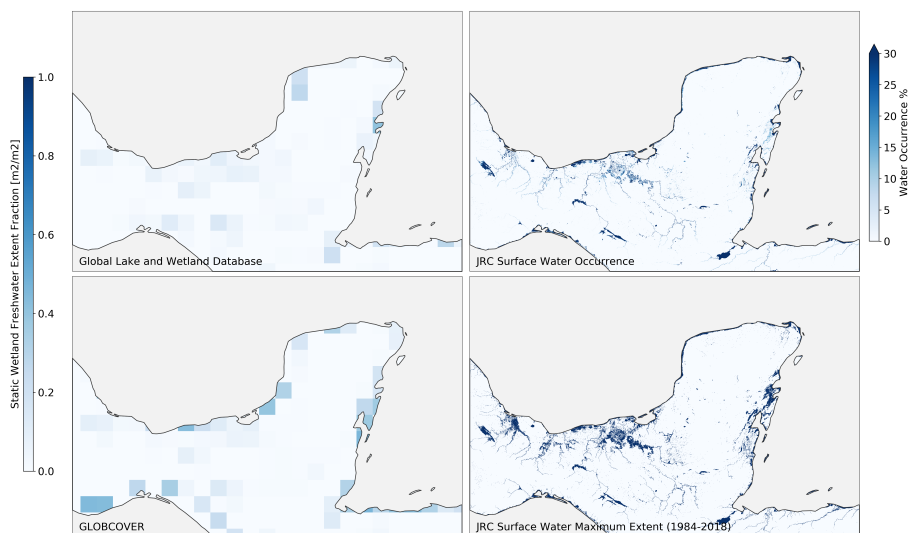 Static Wetland Freshwater Extent Fraction [m2/m2]
1.0
0.8
0.6
0.4
0.2
0.0
Global Lake and Wetland Database
JRC Surface Water Occurrence
30
25
20
15
10
5
0
Water Occurrence %
GLOBCOVER
JRC Surface Water Maximum Extent (1984-2018)